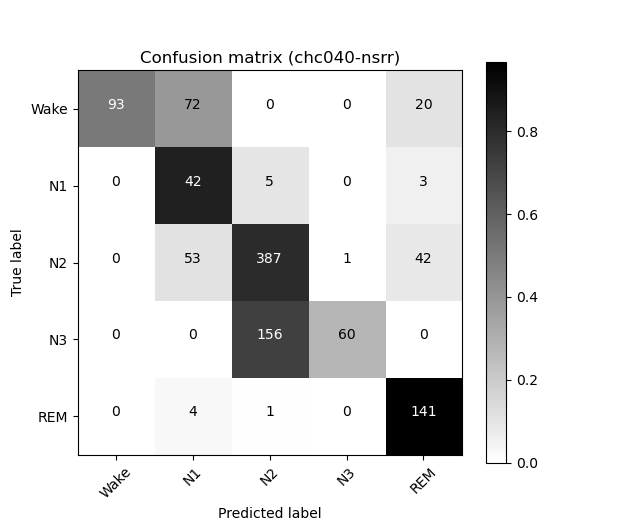 Confusion matrix (chc040-nsrr)
Wake 93 72 0 0 20
N1 0 42 5 0 3
N2 0 53 387 1 42
N3 0 0 156 60 0
REM 0 4 1 0 141
Wake N1 N2 N3 REM
Predicted label
True label
0.8
0.6
0.4
0.2
0.0